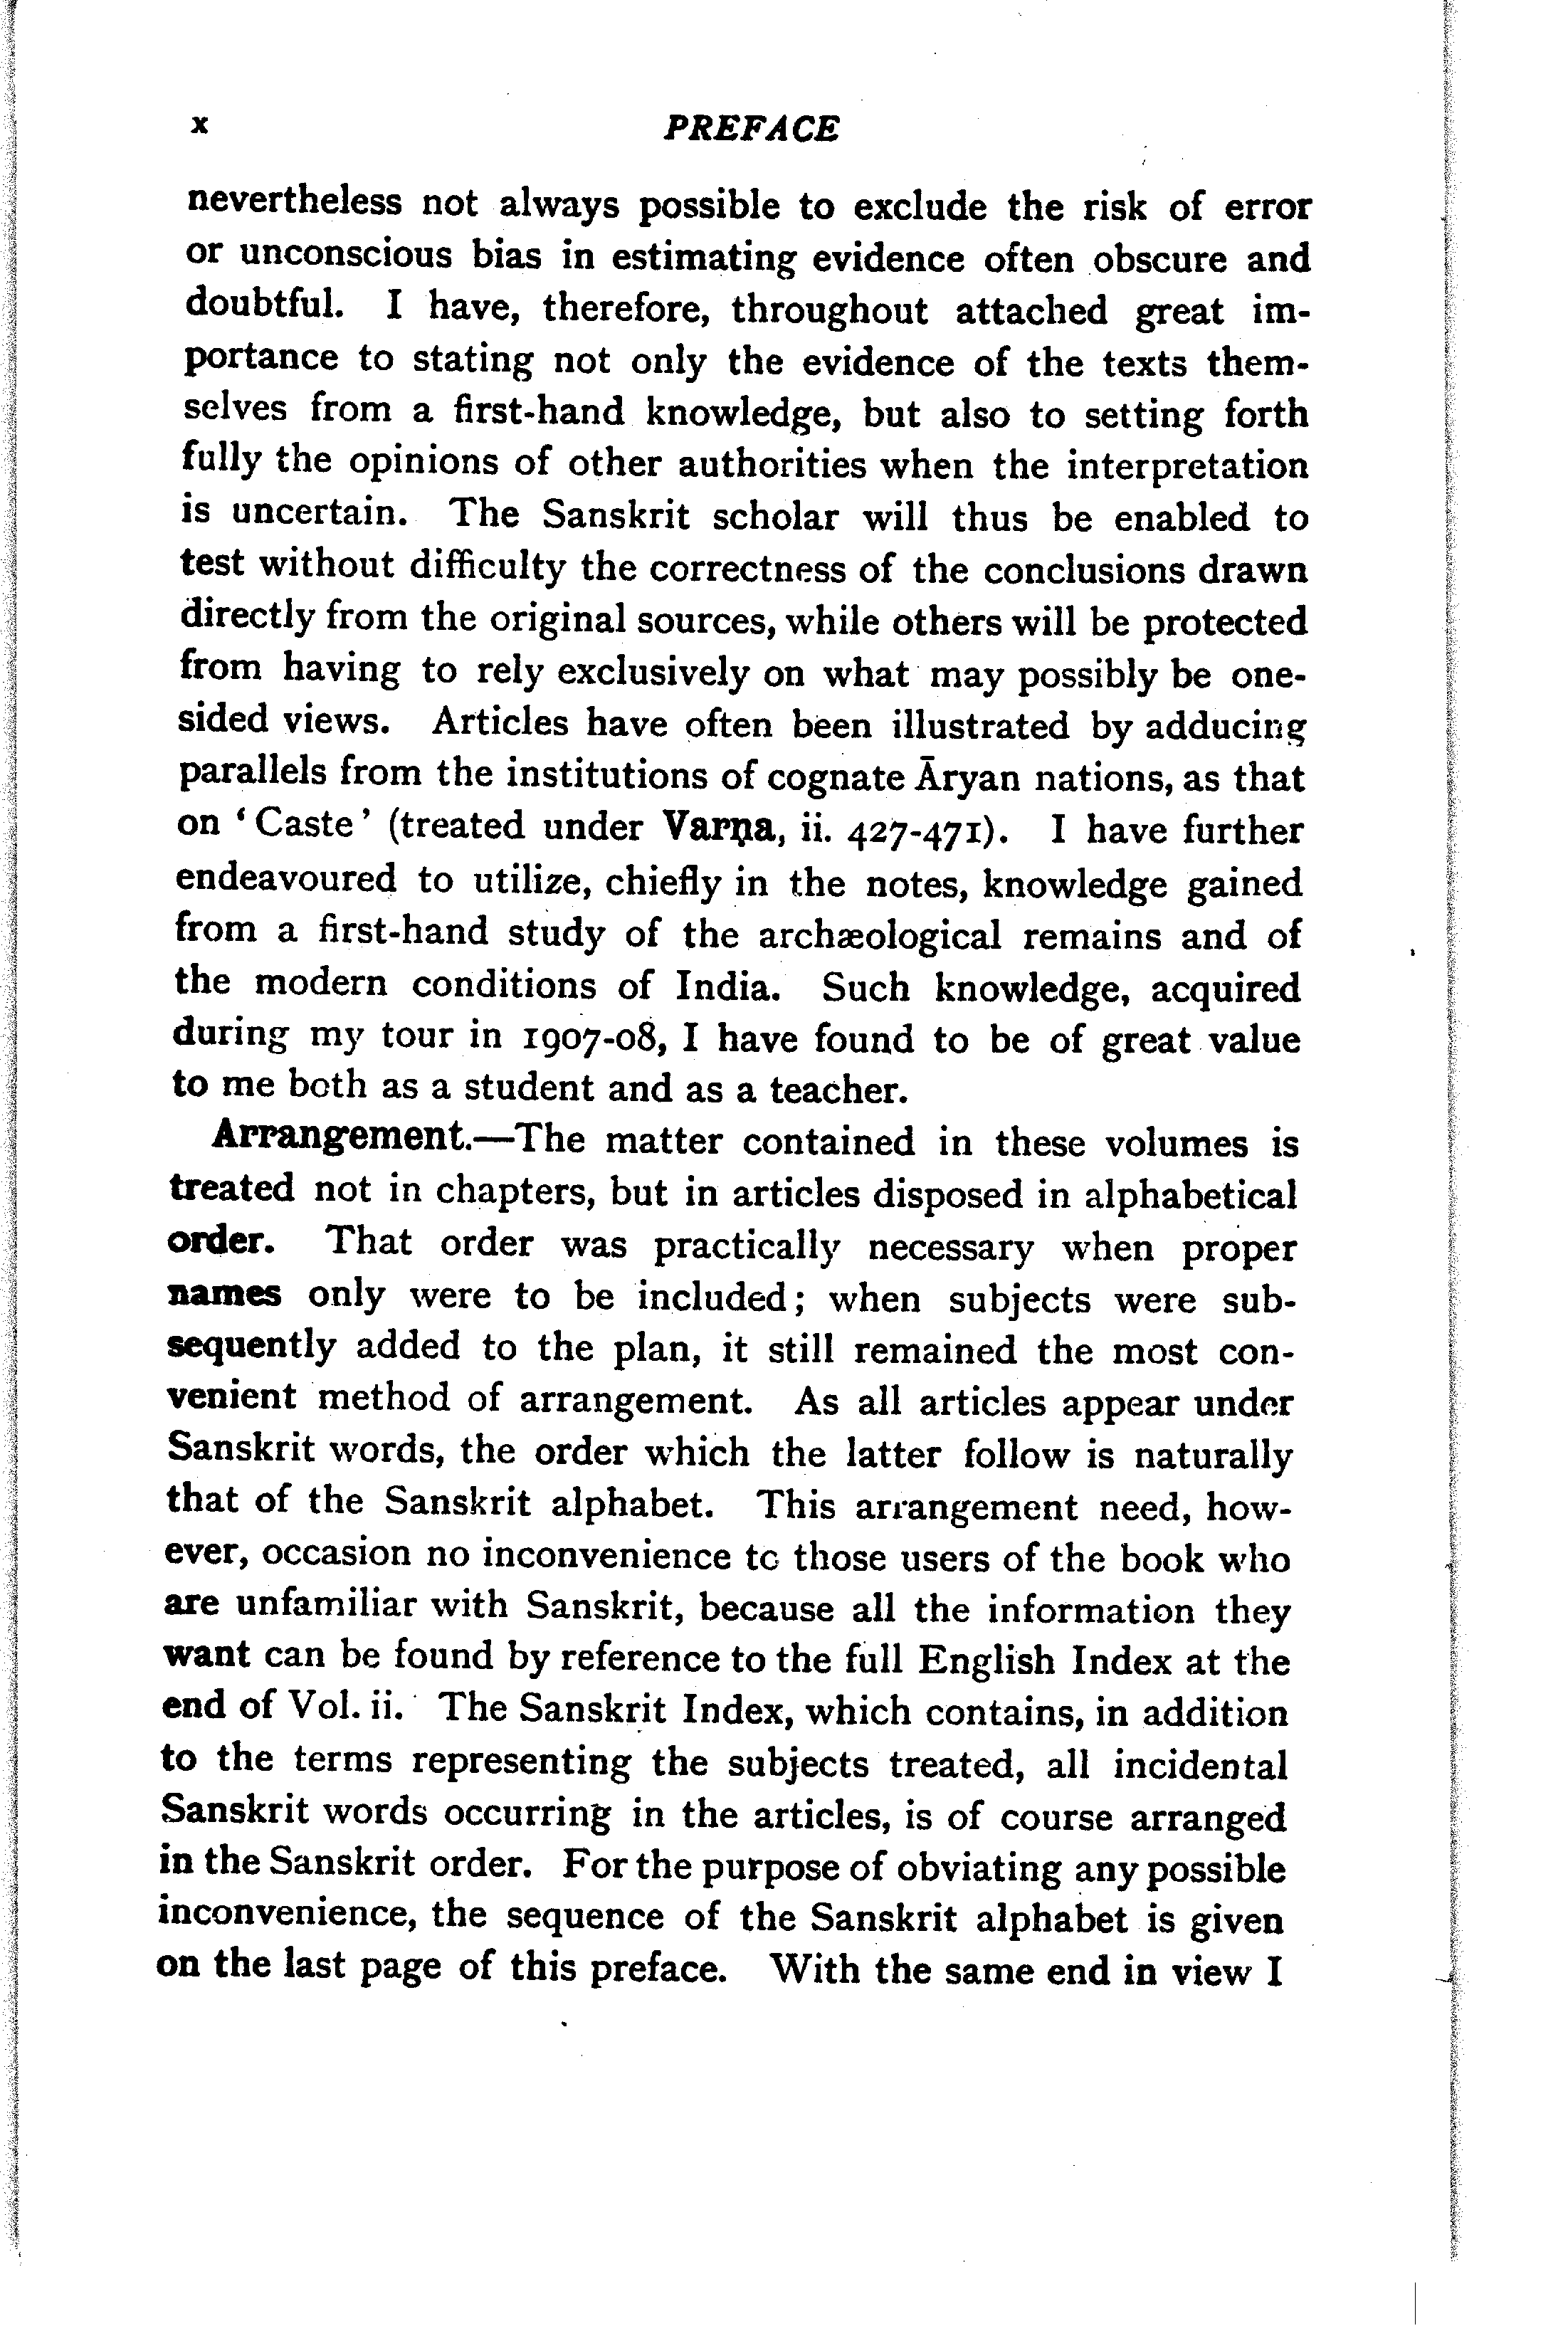 x PREFACE
nevertheless not always possible to exclude the risk of error
or unconscious bias in estimating evidence often obscure and
doubtful. I have, therefore, throughout attached great im-
portance to stating not only the evidence of the texts them-
selves from a first-hand knowledge, but also to setting forth
fully the opinions of other authorities when the interpretation
is uncertain. The Sanskrit scholar will thus be enabled to
test without difficulty the correctness of the conclusions drawn
directly from the original sources, while others will be protected
from having to rely exclusively on what may possibly be one-
sided views. Articles have often been illustrated by adducing
parallels from the institutions of cognate Āryan nations, as that
on ‘Caste’ (treated under Varṇa, ii. 427-471). I have further
endeavoured to utilize, chiefly in the notes, knowledge gained
from a first-hand study of the archæological remains and of
the modern conditions of India. Such knowledge, acquired
during my tour in 1907-08, I have found to be of great value
to me both as a student and as a teacher.
Arrangement.—The matter contained in these volumes is
treated not in chapters, but in articles disposed in alphabetical
order. That order was practically necessary when proper
names only were to be included; when subjects were sub-
sequently added to the plan, it still remained the most con-
venient method of arrangement. As all articles appear under
Sanskrit words, the order which the latter follow is naturally
that of the Sanskrit alphabet. This arrangement need, how-
ever, occasion no inconvenience to those users of the book who
are unfamiliar with Sanskrit, because all the information they
want can be found by reference to the full English Index at the
end of Vol. ii. The Sanskrit Index, which contains, in addition
to the terms representing the subjects treated, all incidental
Sanskrit words occurring in the articles, is of course arranged
in the Sanskrit order. For the purpose of obviating any possible
inconvenience, the sequence of the Sanskrit alphabet is given
on the last page of this preface. With the same end in view I